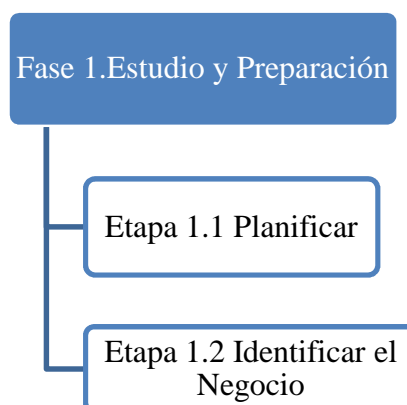 Fase 1.Estudio y Preparación
Etapa 1.1 Planificar
Etapa 1.2 Identificar el
Negocio